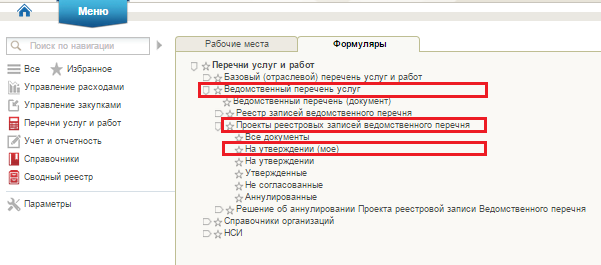 Меню
Поиск по навигации
Все Избранное
Управление расходами
Управление закупками
Перечни услуг и работ
Учет и отчетность
Справочники
Сводный реестр
Параметры
Рабочие места Формуляры
Перечни услуг и работ
Базовый (отраслевой) перечень услуг и работ
Ведомственный перечень услуг
Ведомственный перечень (документ)
Реестр записей ведомственного перечня
Проекты реестровых записей ведомственного перечня
Все документы
На утверждении (мое)
На утверждении
Утвержденные
Не согласованные
Аннулированные
Решение об аннулировании Проекта реестровой записи Ведомственного перечня
Справочники организаций
НСИ